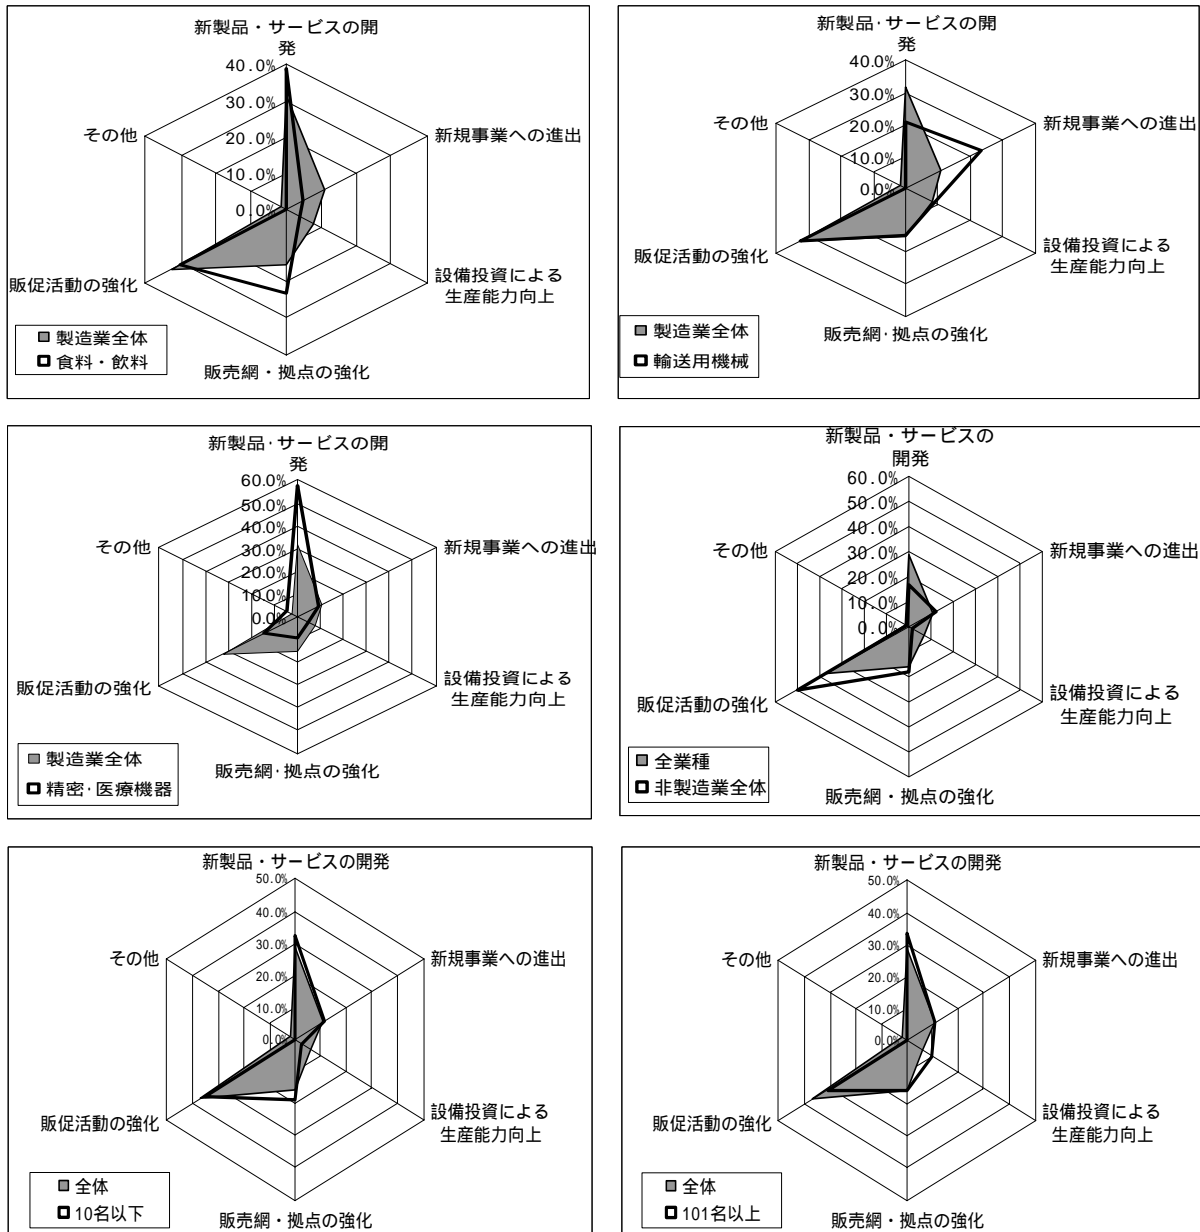 新製品・サービスの開
発
40.0%
30.0%
20.0%
10.0%
0.0%
その他
新規事業への進出
販促活動の強化
設備投資による
生産能力向上
販売網・拠点の強化
製造業全体
食料・飲料
新製品・サービスの開
発
40.0%
30.0%
20.0%
10.0%
0.0%
その他
新規事業への進出
販促活動の強化
設備投資による
生産能力向上
販売網・拠点の強化
製造業全体
輸送用機械
新製品・サービスの開
発
60.0%
50.0%
40.0%
30.0%
20.0%
10.0%
0.0%
その他
新規事業への進出
販促活動の強化
設備投資による
生産能力向上
販売網・拠点の強化
製造業全体
精密・医療機器
新製品・サービスの
開発
60.0%
50.0%
40.0%
30.0%
20.0%
10.0%
0.0%
その他
新規事業への進出
販促活動の強化
設備投資による
生産能力向上
販売網・拠点の強化
全業種
非製造業全体
新製品・サービスの開発
50.0%
40.0%
30.0%
20.0%
10.0%
0.0%
その他
新規事業への進出
販促活動の強化
設備投資による
生産能力向上
販売網・拠点の強化
全体
10名以下
新製品・サービスの開発
50.0%
40.0%
30.0%
20.0%
10.0%
0.0%
その他
新規事業への進出
販促活動の強化
設備投資による
生産能力向上
販売網・拠点の強化
全体
101名以上